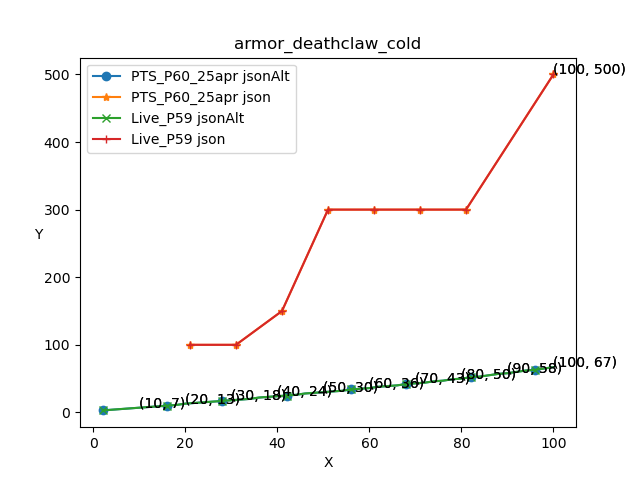 armor_deathclaw_cold
PTS_P60_25apr jsonAlt
PTS_P60_25apr json
Live_P59 jsonAlt
Live_P59 json
(100, 500)
500
400
300
200
100
0
Y
(10, 7)
(20, 13)
(30, 18)
(40, 24)
(50, 30)
(60, 36)
(70, 43)
(80, 50)
(90, 58)
(100, 67)
0 20 40 60 80 100
X